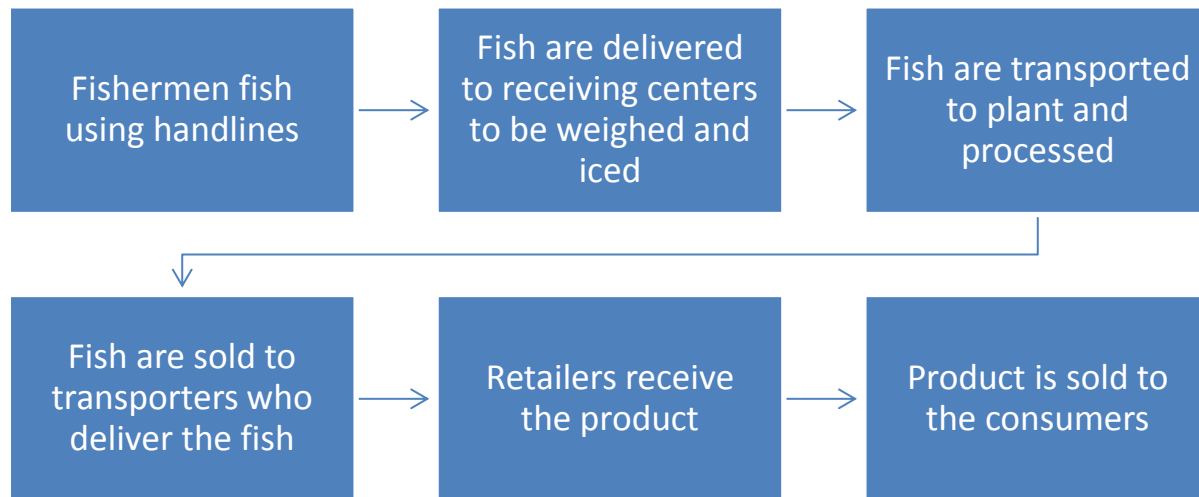 Fishermen fish
using handlines
Fish are delivered
to receiving centers
to be weighed and
iced
Fish are transported
to plant and
processed
Fish are sold to
transporters who
deliver the fish
Retailers receive
the product
Product is sold to
the consumers